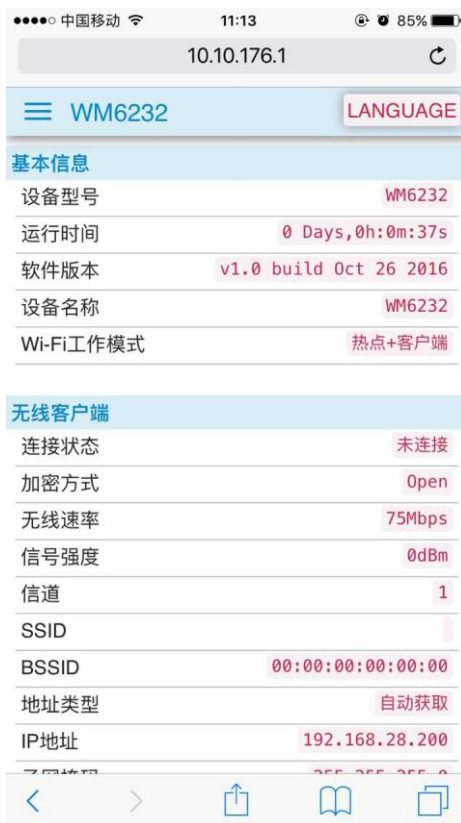 中国移动 11:13 85%
10.10.176.1
WM6232 LANGUAGE
基本信息
设备型号 WM6232
运行时间 0 Days,0h:0m:37s
软件版本 v1.0 build Oct 26 2016
设备名称 WM6232
Wi-Fi工作模式 热点+客户端
无线客户端
连接状态 未连接
加密方式 Open
无线速率 75Mbps
信号强度 0dBm
信道 1
SSID
BSSID 00:00:00:00:00:00
地址类型 自动获取
IP地址 192.168.28.200